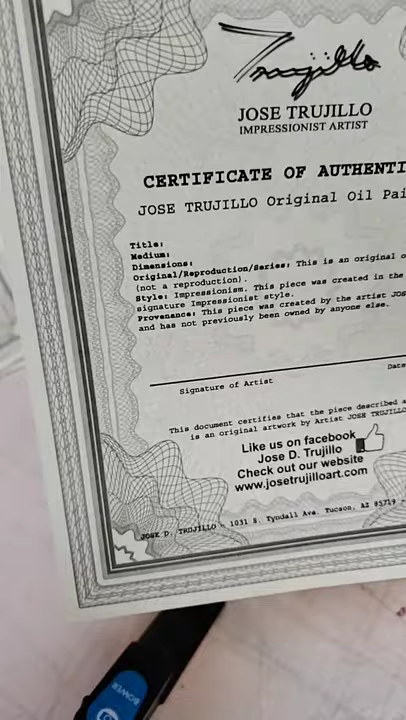 Trujillo
JOSE TRUJILLO
IMPRESSIONIST ARTIST
CERTIFICATE OF AUTHENTI
JOSE TRUJILLO Original Oil Pai
Title:
Medium:
Dimensions:
Original/Reproduction/Series: This is an original o
(not a reproduction).
Style: Impressionism. This piece was created in the
signature Impressionist style.
Provenance: This piece was created by the artist JOS
and has not previously been owned by anyone else.
Date
Signature of Artist
This document certifies that the piece described a
is an original artwork by Artist JOSE TRUJILLO
Like us on facebook
Jose D. Trujillo
Check out our website
www.josetrujilloart.com
JOSE D. TRUJILLO - 1031 S. Tyndall Ave. Tucson, AZ 85719 -
BOWER